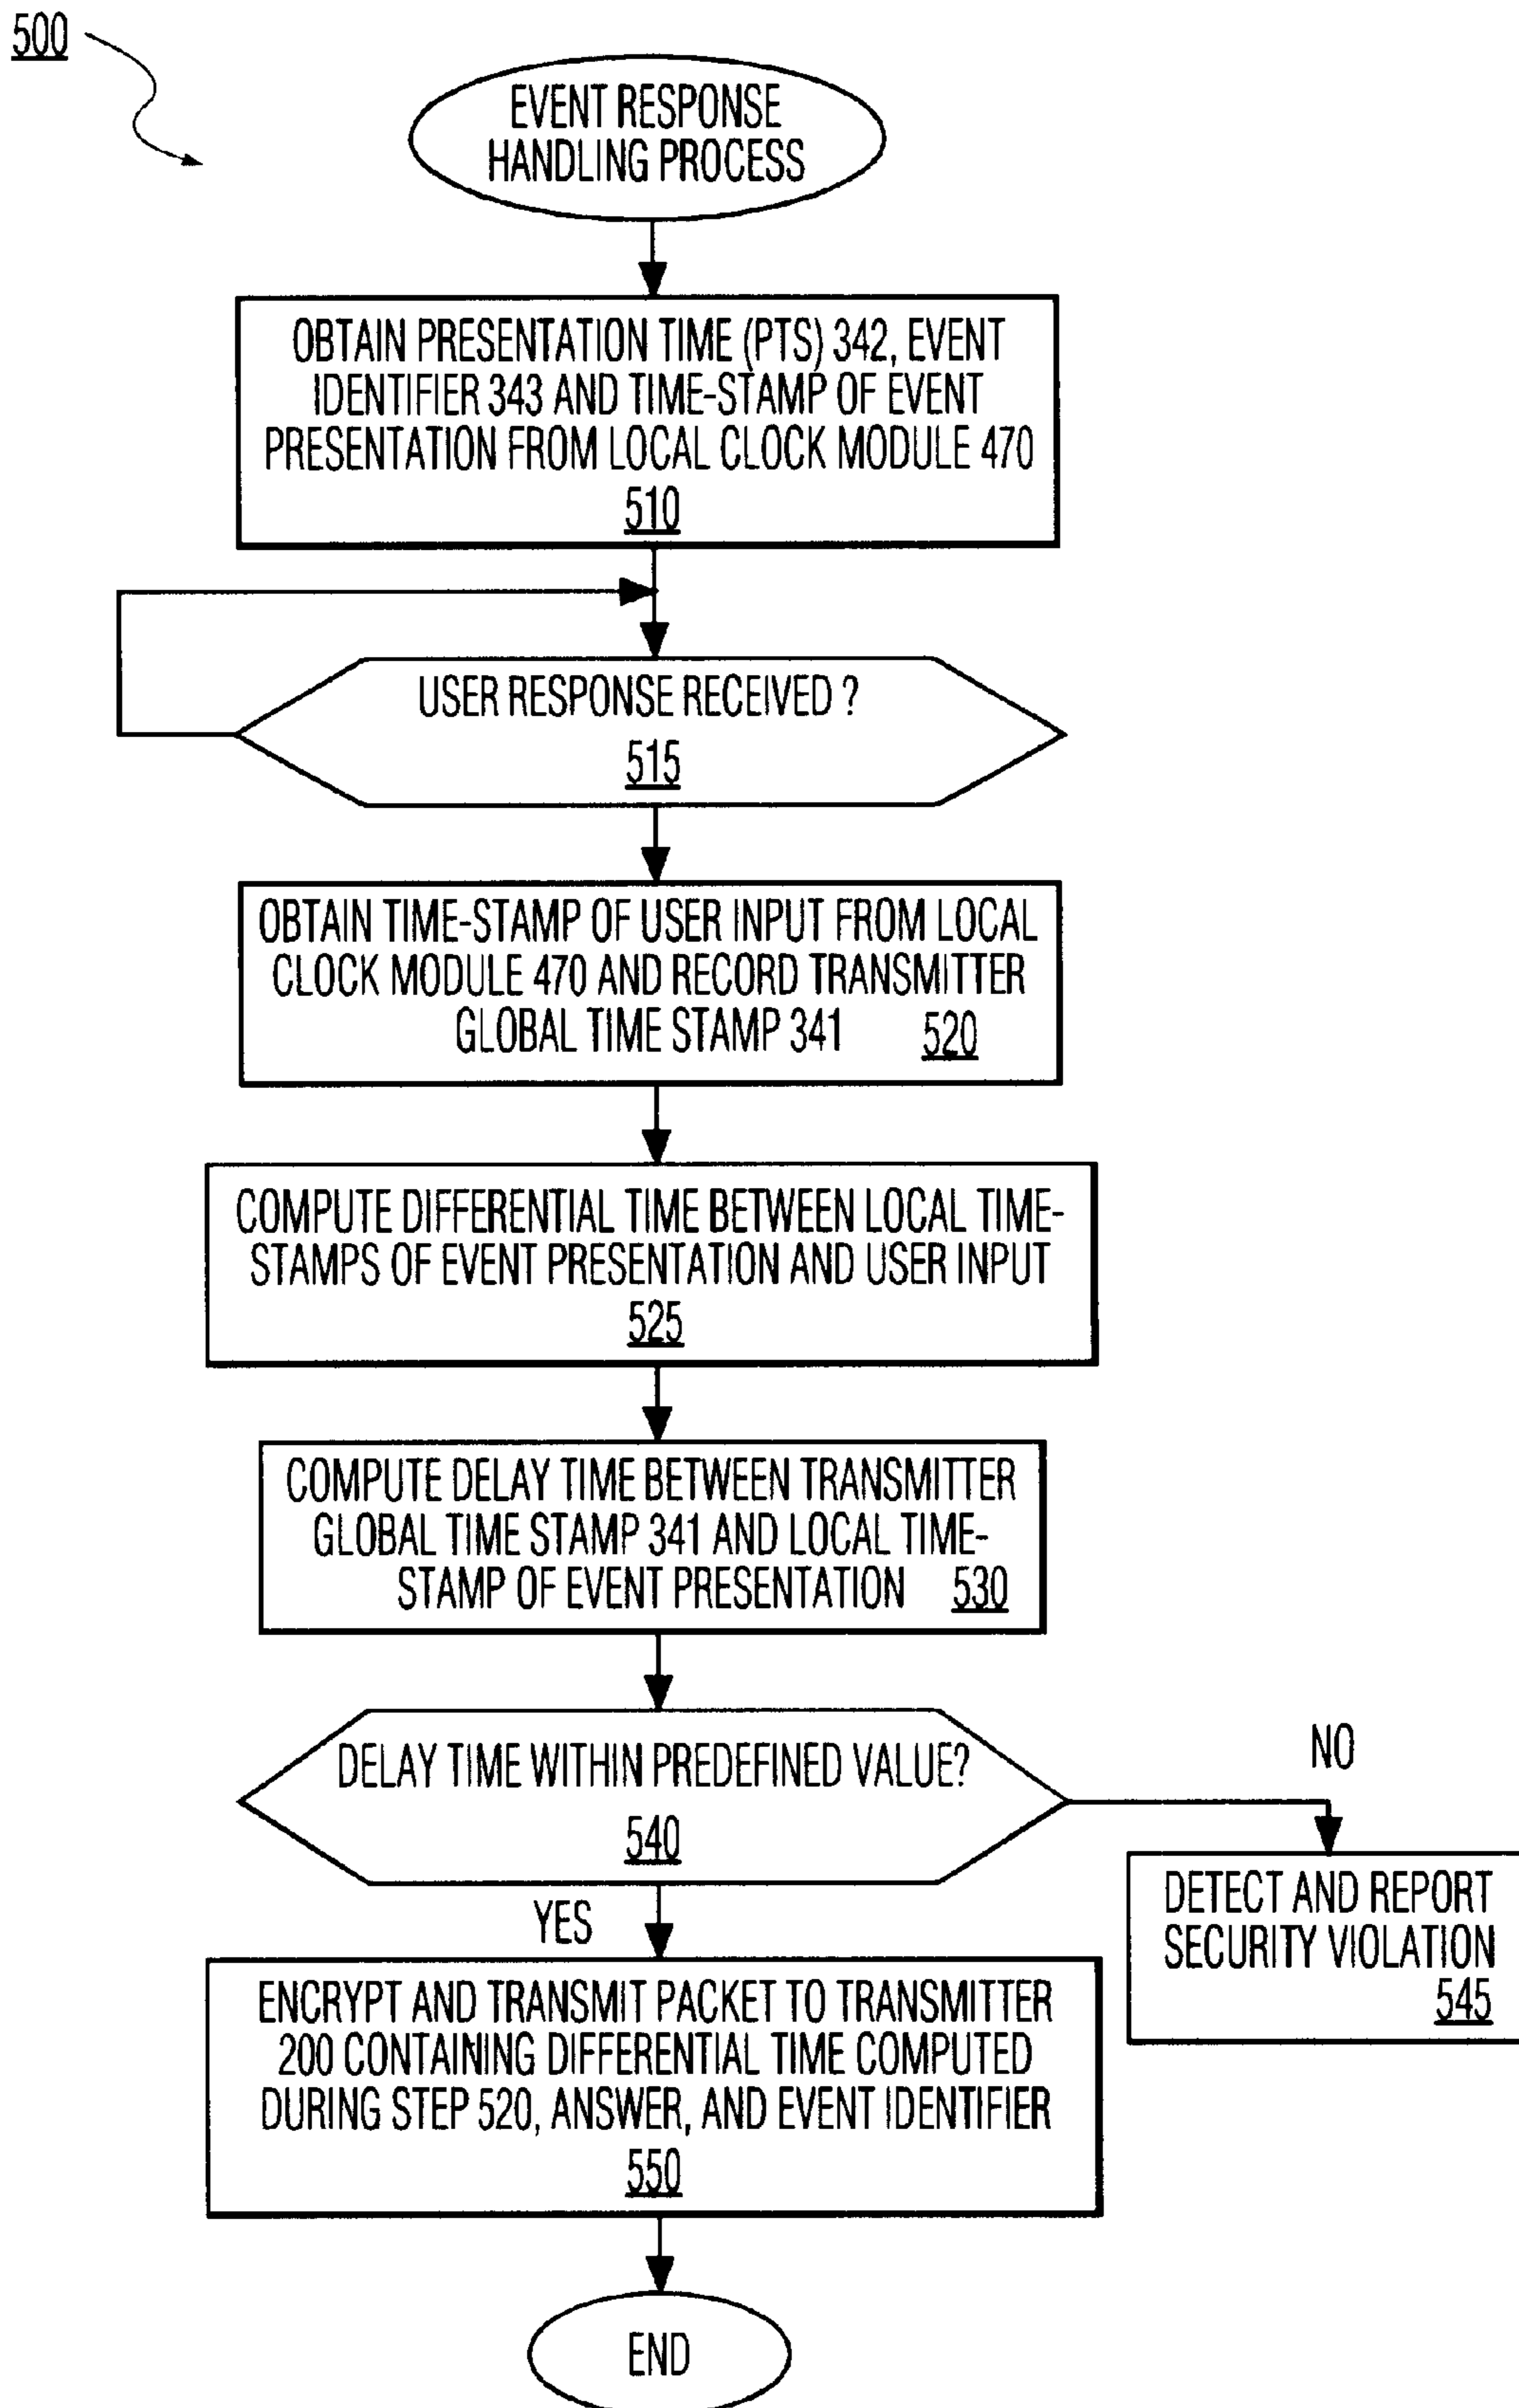 500
EVENT RESPONSE
HANDLING PROCESS
OBTAIN PRESENTATION TIME (PTS) 342, EVENT
IDENTIFIER 343 AND TIME-STAMP OF EVENT
PRESENTATION FROM LOCAL CLOCK MODULE 470
510
USER RESPONSE RECEIVED ?
515
OBTAIN TIME-STAMP OF USER INPUT FROM LOCAL
CLOCK MODULE 470 AND RECORD TRANSMITTER
GLOBAL TIME STAMP 341 520
COMPUTE DIFFERENTIAL TIME BETWEEN LOCAL TIME-
STAMPS OF EVENT PRESENTATION AND USER INPUT
525
COMPUTE DELAY TIME BETWEEN TRANSMITTER
GLOBAL TIME STAMP 341 AND LOCAL TIME-
STAMP OF EVENT PRESENTATION 530
DELAY TIME WITHIN PREDEFINED VALUE?
540
NO
DETECT AND REPORT
SECURITY VIOLATION
545
YES
ENCRYPT AND TRANSMIT PACKET TO TRANSMITTER
200 CONTAINING DIFFERENTIAL TIME COMPUTED
DURING STEP 520, ANSWER, AND EVENT IDENTIFIER
550
END